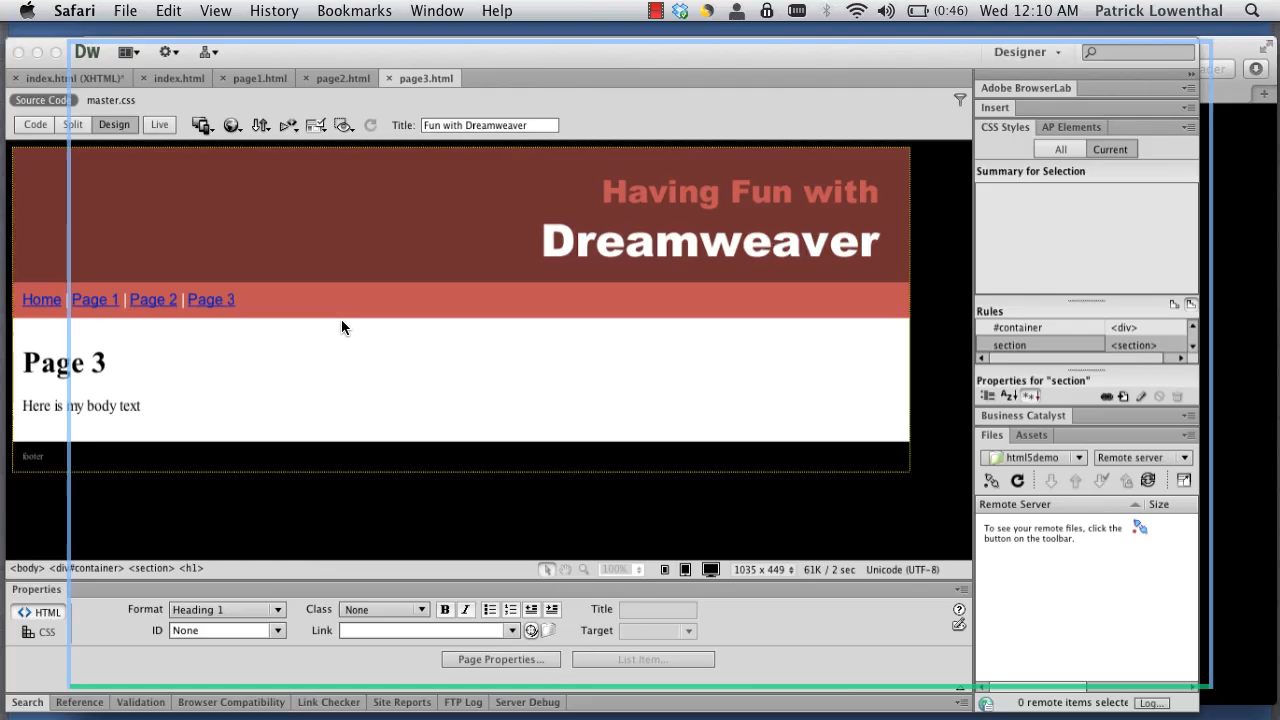 Safari File Edit View History Bookmarks Window Help (0:46) Wed 12:10 AM Patrick Lowenthal
Dw Designer
index.html (XHTML)* index.html page1.html page2.html page3.html
Source Code master.css
Code Split Design Live Title: Fun with Dreamweaver
Having Fun with
Dreamweaver
Home | Page 1 | Page 2 | Page 3
Page 3
Here is my body text
footer
<body> <div#container> <section> <h1> 100% 1035 x 449 61K / 2 sec Unicode (UTF-8)
Properties
HTML Format Heading 1 Class None B I Title
CSS ID None Link Target
Page Properties... List Item...
Search Reference Validation Browser Compatibility Link Checker Site Reports FTP Log Server Debug
Adobe BrowserLab
Insert
CSS Styles AP Elements
All Current
Summary for Selection
Rules
#container <div>
section <section>
Properties for "section"
Az
Business Catalyst
Files Assets
html5demo Remote server
Remote Server Size
To see your remote files, click the
button on the toolbar.
0 remote items selecte Log...